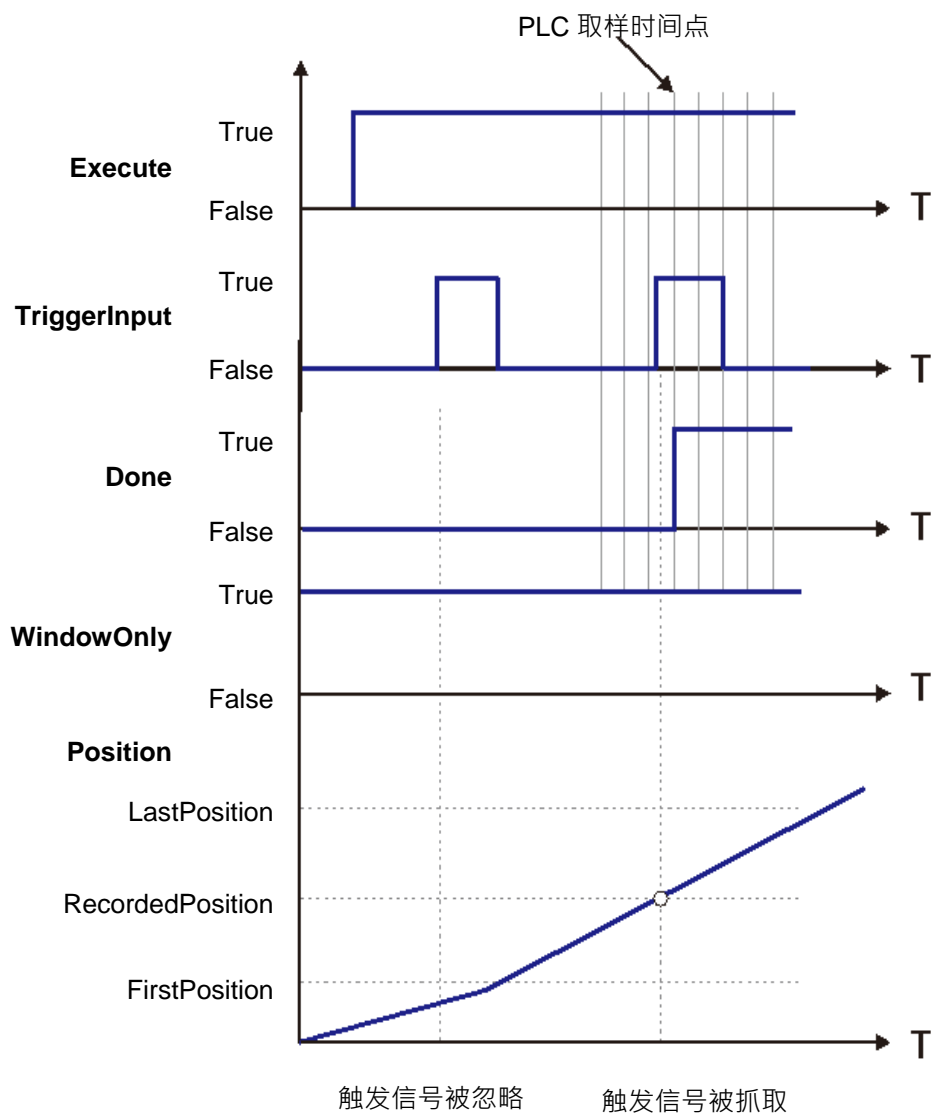 PLC 取样时间点
True
Execute
False
T
True
TriggerInput
False
T
True
Done
False
T
True
WindowOnly
False
T
Position
LastPosition
RecordedPosition
FirstPosition
T
触发信号被忽略
触发信号被抓取